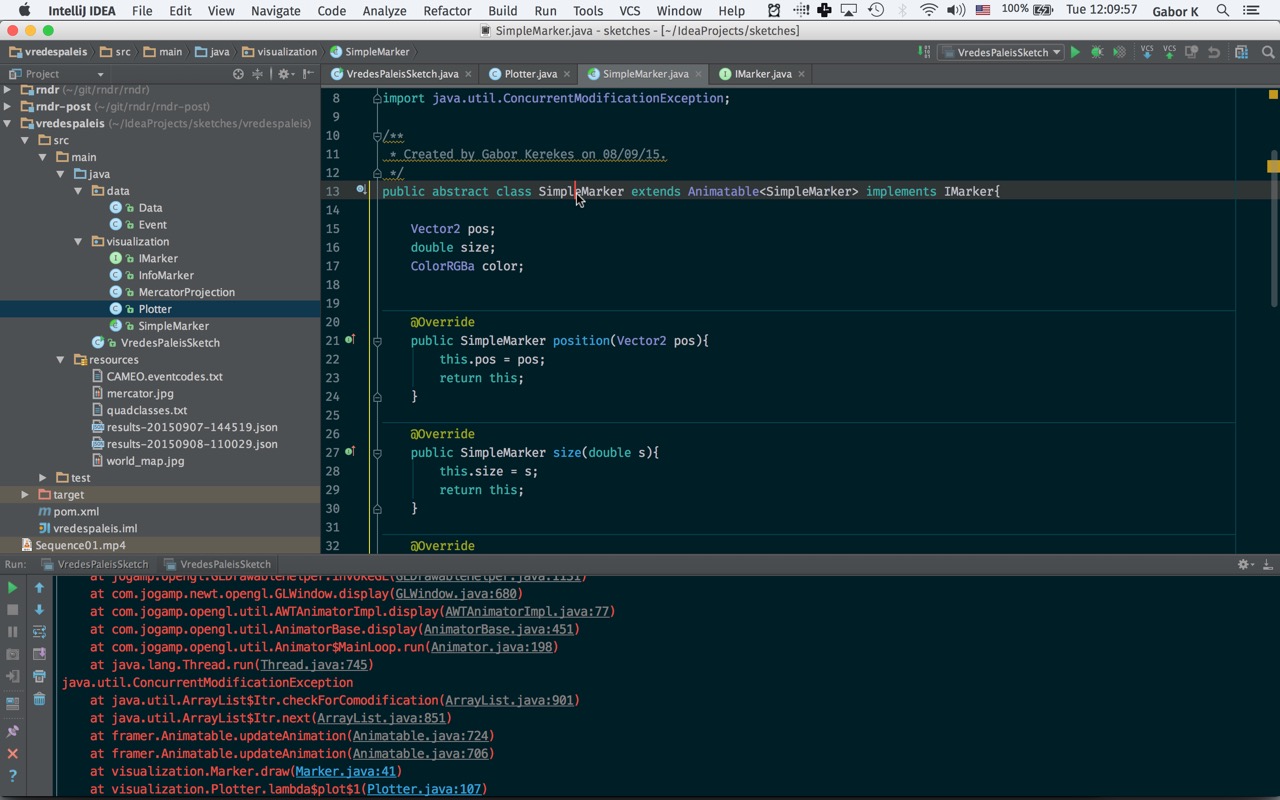 IntelliJ IDEA File Edit View Navigate Code Analyze Refactor Build Run Tools VCS Window Help 100% Tue 12:09:57 Gabor K
SimpleMarker.java - sketches - [~/IdeaProjects/sketches]
vredespaleis src main java visualization SimpleMarker VredesPaleisSketch VCS VCS
Project VredesPaleisSketch.java Plotter.java SimpleMarker.java IMarker.java
rndr (~/git/rndr/rndr)
rndr-post (~/git/rndr/rndr-post)
vredespaleis (~/IdeaProjects/sketches/vredespaleis)
src
main
java
data
Data
Event
visualization
IMarker
InfoMarker
MercatorProjection
Plotter
SimpleMarker
VredesPaleisSketch
resources
CAMEO.eventcodes.txt
mercator.jpg
quadclasses.txt
results-20150907-144519.json
results-20150908-110029.json
world_map.jpg
test
target
pom.xml
vredespaleis.iml
Sequence01.mp4
8 import java.util.ConcurrentModificationException;
9
10 /**
11 * Created by Gabor Kerekes on 08/09/15.
12 */
13 public abstract class SimpleMarker extends Animatable<SimpleMarker> implements IMarker{
14
15 Vector2 pos;
16 double size;
17 ColorRGBa color;
18
19
20 @Override
21 public SimpleMarker position(Vector2 pos){
22 this.pos = pos;
23 return this;
24 }
25
26 @Override
27 public SimpleMarker size(double s){
28 this.size = s;
29 return this;
30 }
31
32 @Override
Run: VredesPaleisSketch VredesPaleisSketch
at jogamp.opengl.GLDrawableHelper.invokeGL(GLDrawableHelper.java:1151)
at com.jogamp.newt.opengl.GLWindow.display(GLWindow.java:680)
at com.jogamp.opengl.util.AWTAnimatorImpl.display(AWTAnimatorImpl.java:77)
at com.jogamp.opengl.util.AnimatorBase.display(AnimatorBase.java:451)
at com.jogamp.opengl.util.Animator$MainLoop.run(Animator.java:198)
at java.lang.Thread.run(Thread.java:745)
java.util.ConcurrentModificationException
at java.util.ArrayList$Itr.checkForComodification(ArrayList.java:901)
at java.util.ArrayList$Itr.next(ArrayList.java:851)
at framer.Animatable.updateAnimation(Animatable.java:724)
at framer.Animatable.updateAnimation(Animatable.java:706)
at visualization.Marker.draw(Marker.java:41)
at visualization.Plotter.lambda$plot$1(Plotter.java:107)